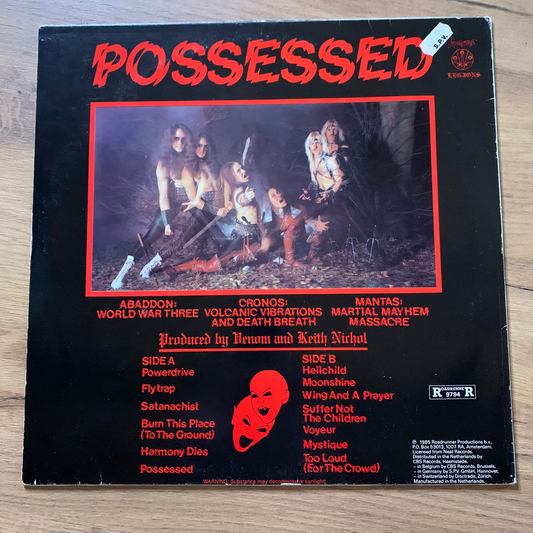 POSSESSED
S.P.V.
LEGIONS
ABADDON:
WORLD WAR THREE
CRONOS:
VOLCANIC VIBRATIONS
AND DEATH BREATH
MANTAS:
MARTIAL MAYHEM
MASSACRE
Produced by Venom and Keith Nichol
SIDE A
Powerdrive
Flytrap
Satanachist
Burn This Place
(To The Ground)
Harmony Dies
Possessed
SIDE B
Hellchild
Moonshine
Wing And A Prayer
Suffer Not
The Children
Voyeur
Mystique
Too Loud
(For The Crowd)
ROADRUNNER
9794
R
℗ 1985 Roadrunner Productions b.v.,
P.O. Box 53013, 1007 RA, Amsterdam.
Licensed from Neat Records.
Distributed in the Netherlands by
CBS Records, Heemstede,
– in Belgium by CBS Records, Brussels,
– in Germany by S.P.V. GmbH, Hannover,
– in Switzerland by Disctrade, Zürich.
Manufactured in the Netherlands.
WARNING: Substance may discontinue in sunlight